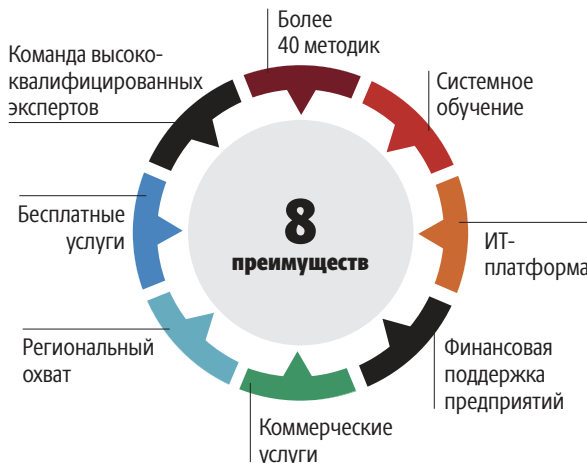 Более
40 методик
Системное
обучение
ИТ-
платформа
Финансовая
поддержка
предприятий
Коммерческие
услуги
Региональный
охват
Бесплатные
услуги
Команда высоко-
квалифицированных
экспертов
8
преимуществ